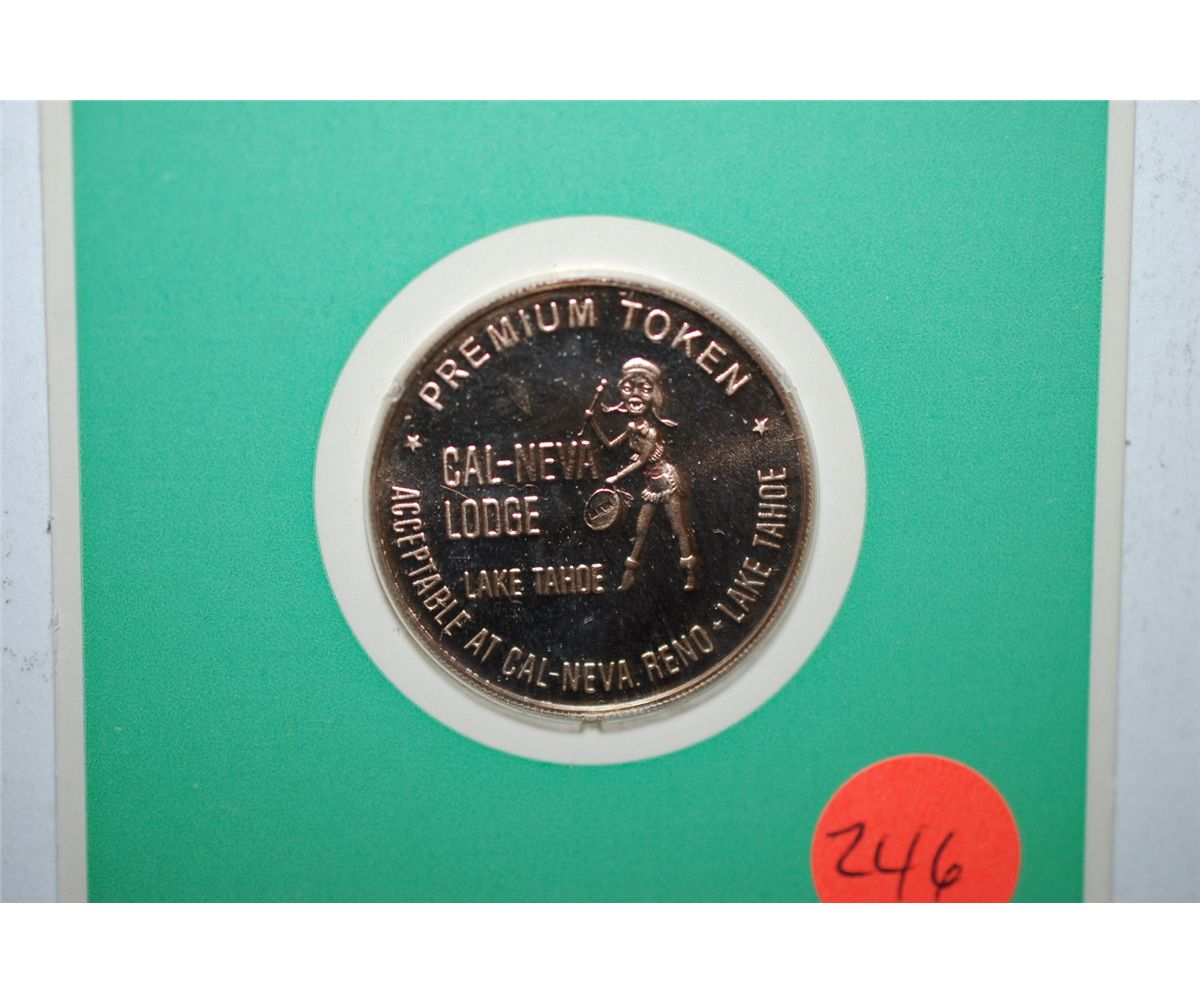 PREMIUM TOKEN
CAL-NEVA
LODGE
LAKE TAHOE
ACCEPTABLE AT CAL-NEVA. RENO - LAKE TAHOE
246